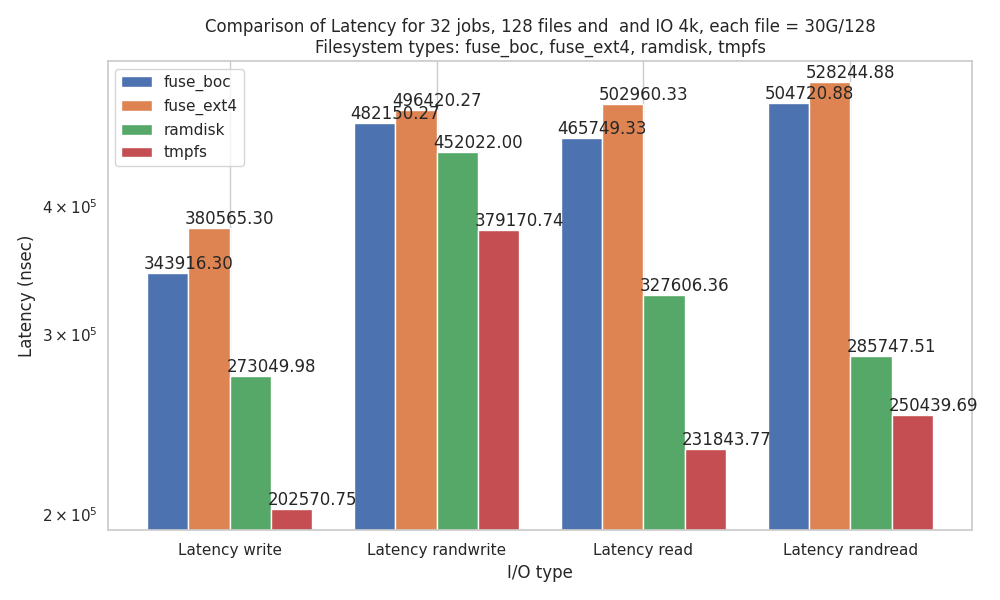 Comparison of Latency for 32 jobs, 128 files and  and IO 4k, each file = 30G/128
Filesystem types: fuse_boc, fuse_ext4, ramdisk, tmpfs
fuse_boc
fuse_ext4
ramdisk
tmpfs
Latency (nsec)
4 × 10⁵
3 × 10⁵
2 × 10⁵
343916.30
380565.30
273049.98
202570.75
482150.27
496420.27
452022.00
379170.74
465749.33
502960.33
327606.36
231843.77
504720.88
528244.88
285747.51
250439.69
Latency write
Latency randwrite
Latency read
Latency randread
I/O type